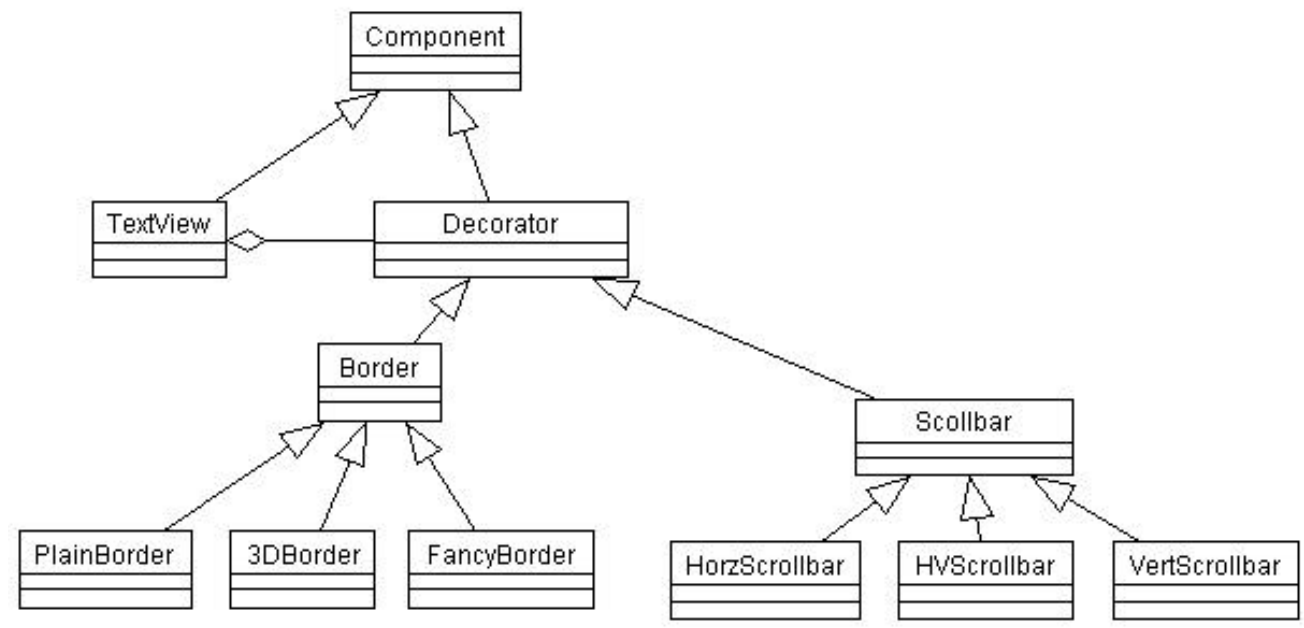 Component
TextView
Decorator
Border
Scollbar
PlainBorder
3DBorder
FancyBorder
HorzScrollbar
HVScrollbar
VertScrollbar